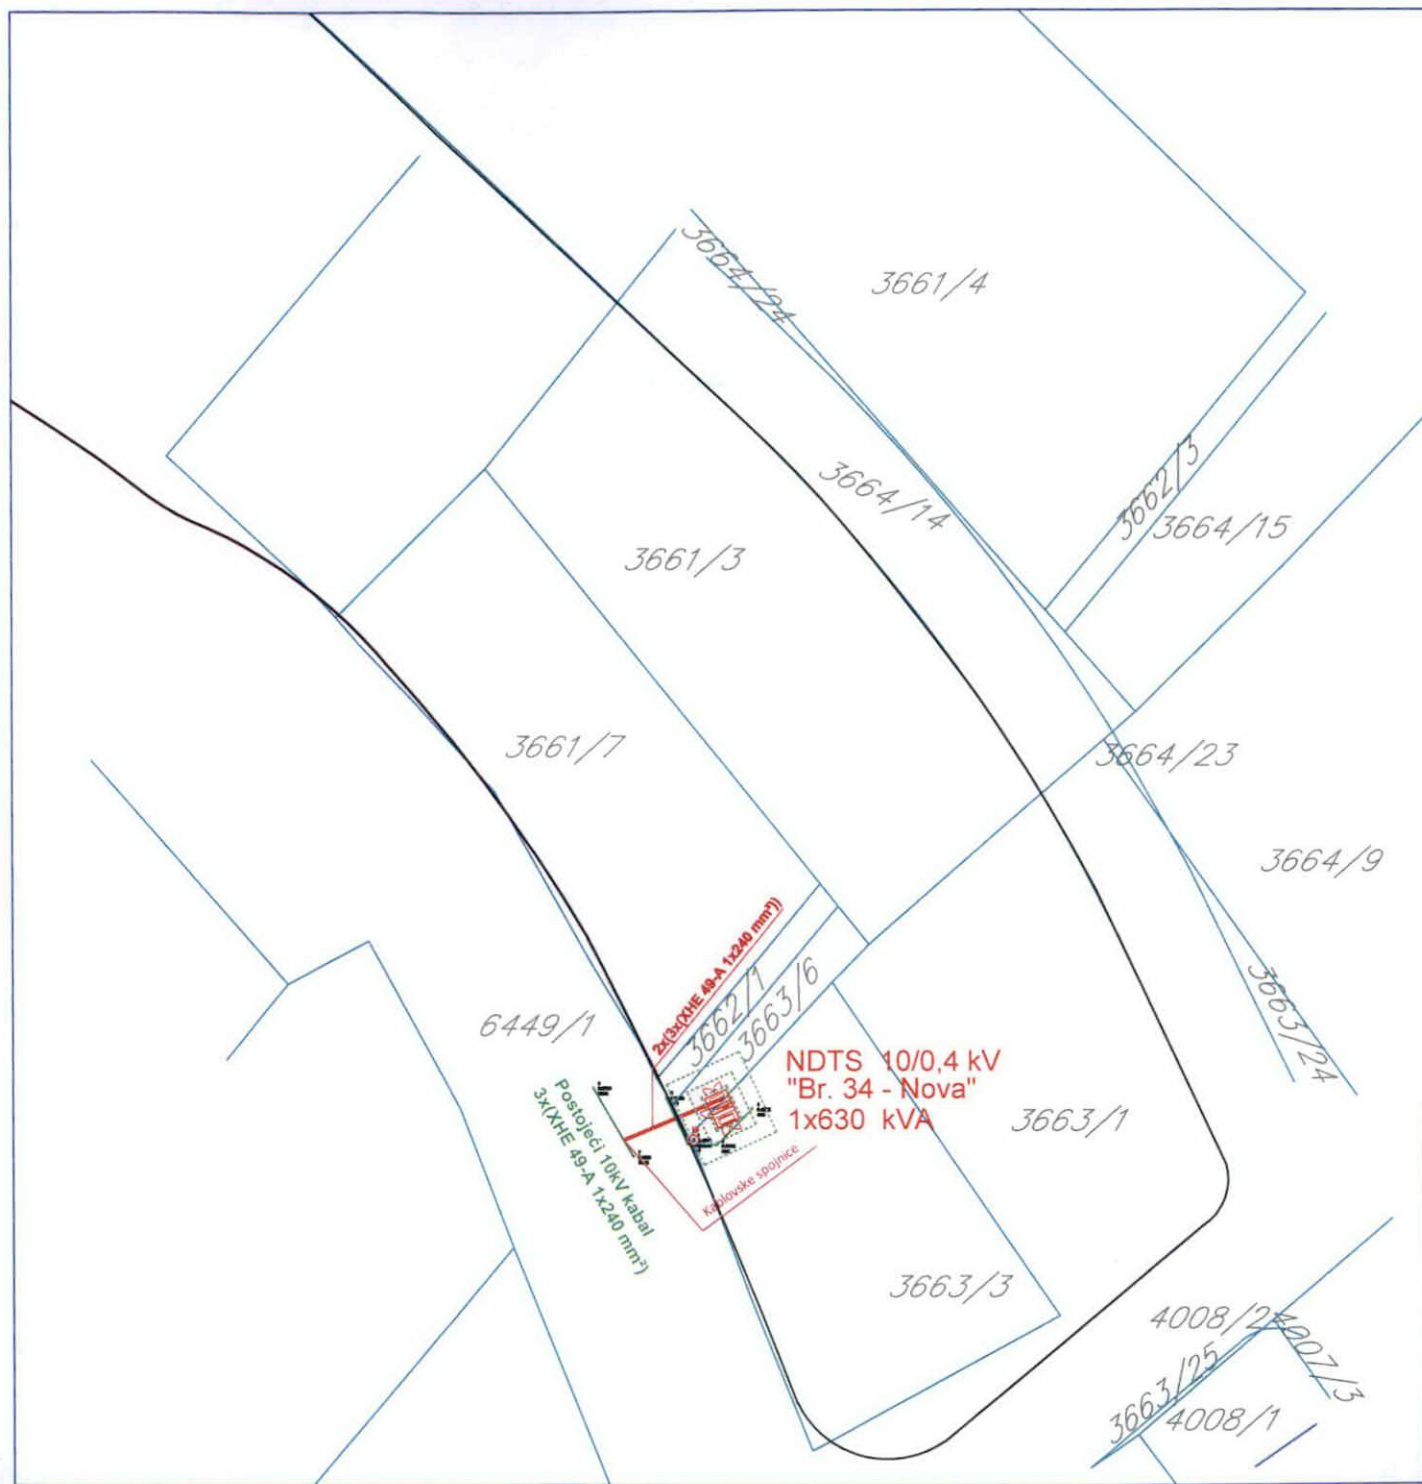 3664/24
3661/4
3662/3
3664/14
3664/15
3661/3
3661/7
3664/23
3664/9
2x(3x(XHE 49-A 1x240 mm²))
3662/1
3663/6
3663/24
6449/1
NDTS 10/0,4 kV
"Br. 34 - Nova"
1x630 kVA
3663/1
Postojeći 10kV kabal
3x(XHE 49-A 1x240 mm²)
Kablovske spojnice
3663/3
4008/2
4007/3
3663/25
4008/1